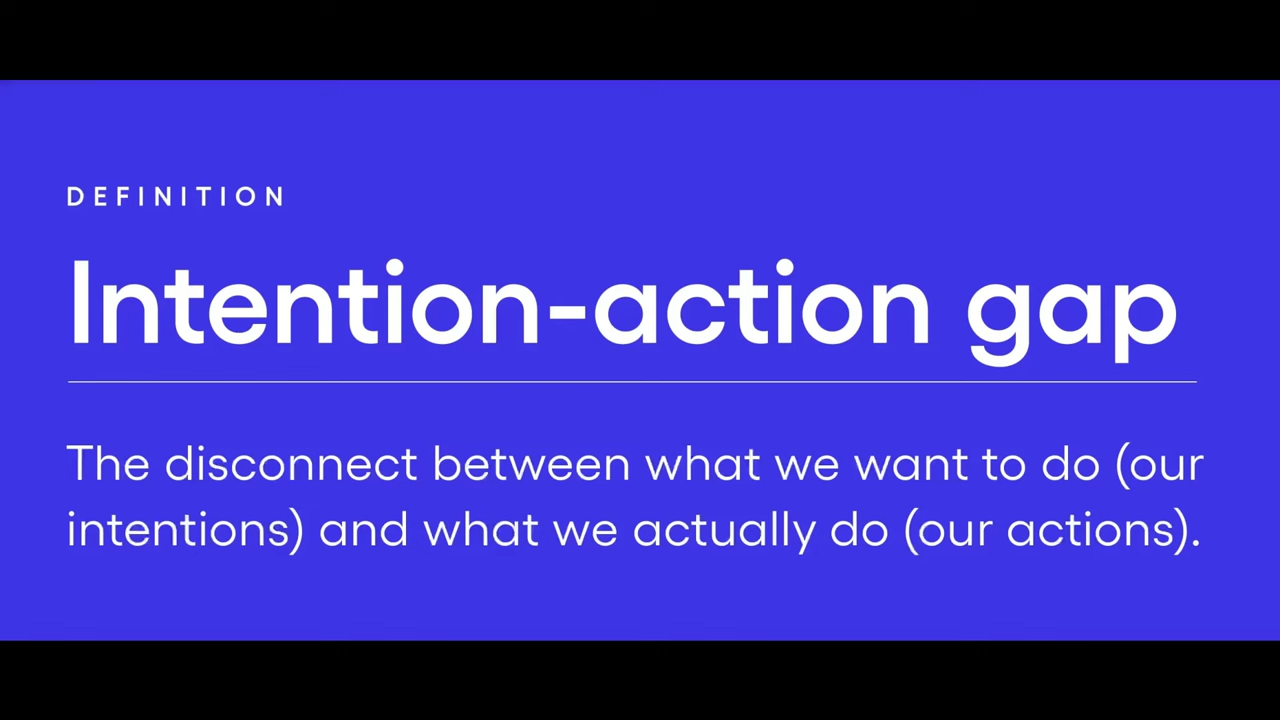 DEFINITION
Intention-action gap
The disconnect between what we want to do (our
intentions) and what we actually do (our actions).